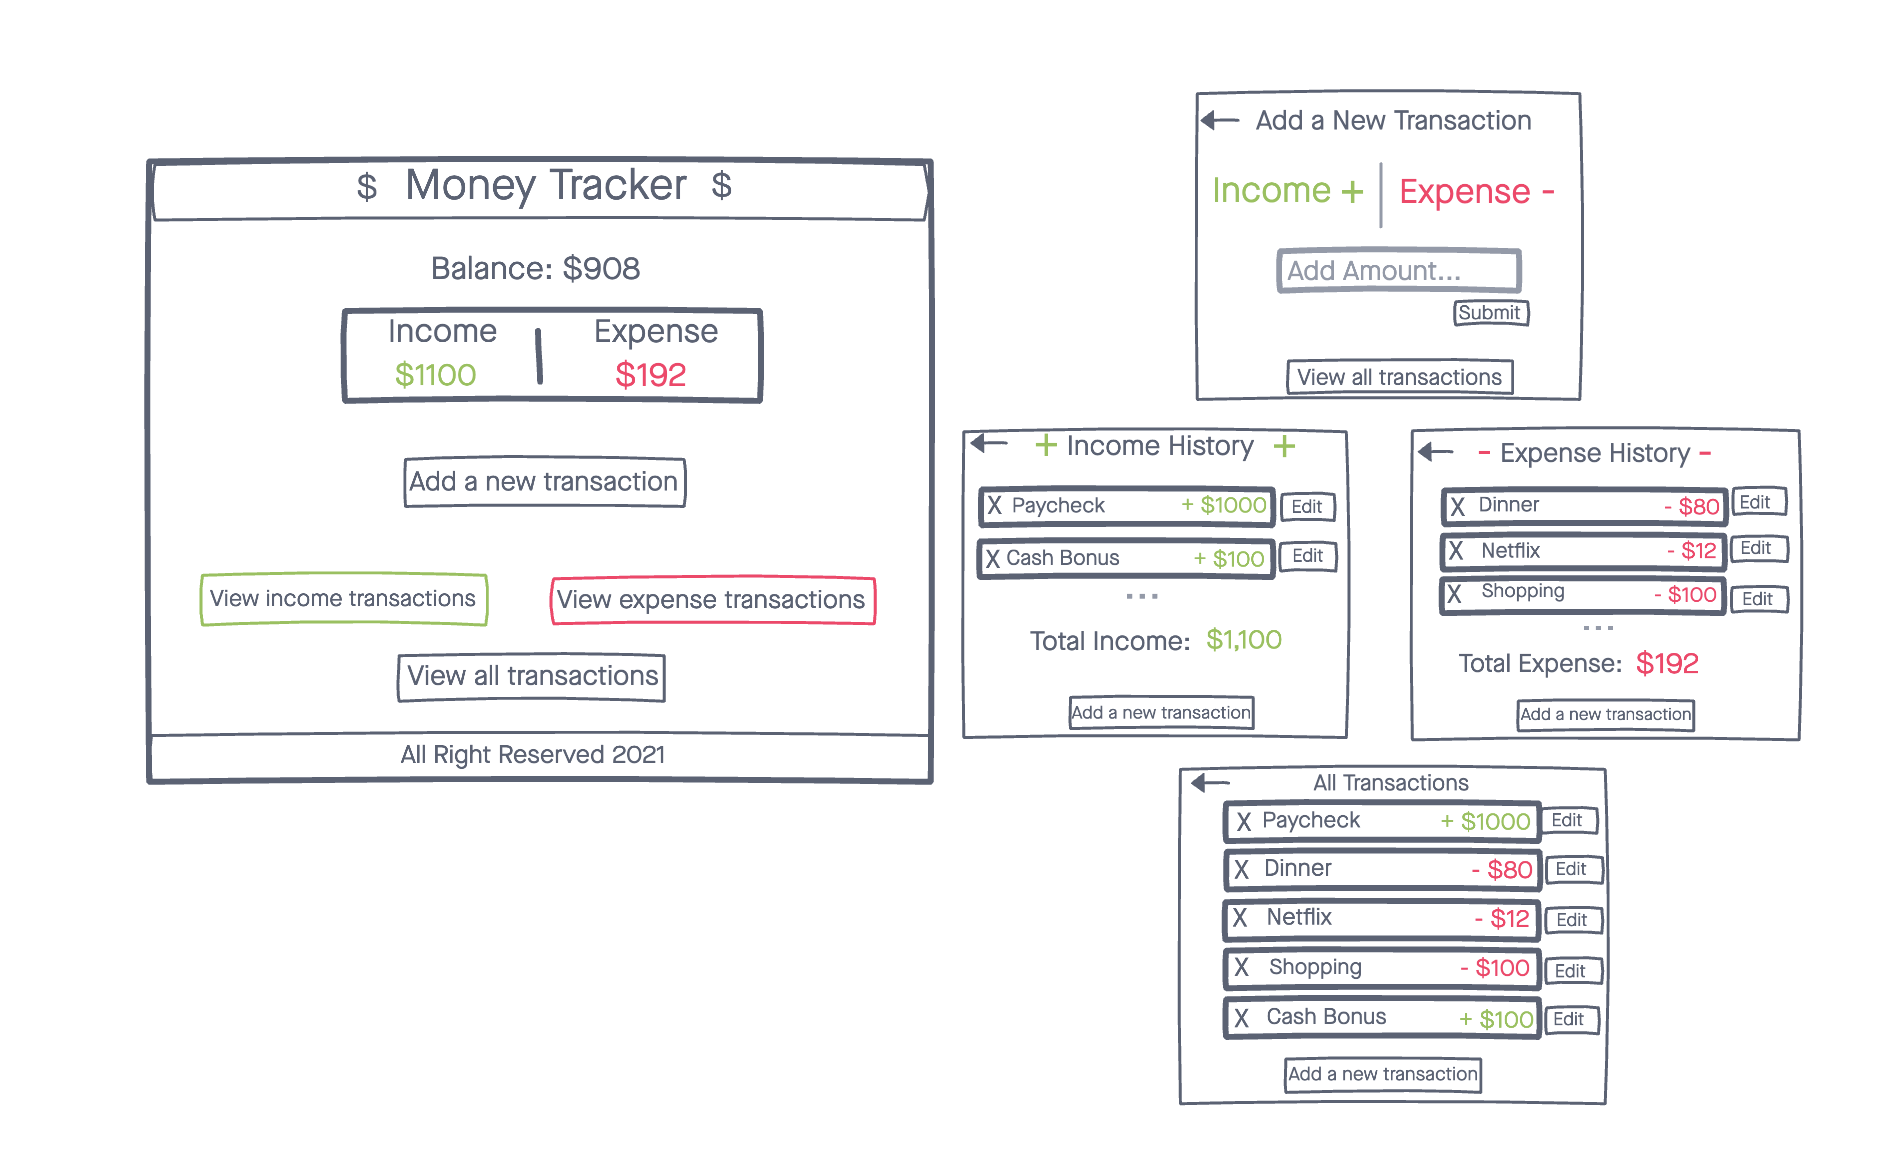 $ Money Tracker $
Balance: $908
Income | Expense
$1100 $192
Add a new transaction
View income transactions
View expense transactions
View all transactions
All Right Reserved 2021
Add a New Transaction
Income + | Expense -
Add Amount...
Submit
View all transactions
+ Income History +
X Paycheck + $1000 Edit
X Cash Bonus + $100 Edit
...
Total Income: $1,100
Add a new transaction
- Expense History -
X Dinner - $80 Edit
X Netflix - $12 Edit
X Shopping - $100 Edit
...
Total Expense: $192
Add a new transaction
All Transactions
X Paycheck + $1000 Edit
X Dinner - $80 Edit
X Netflix - $12 Edit
X Shopping - $100 Edit
X Cash Bonus + $100 Edit
Add a new transaction